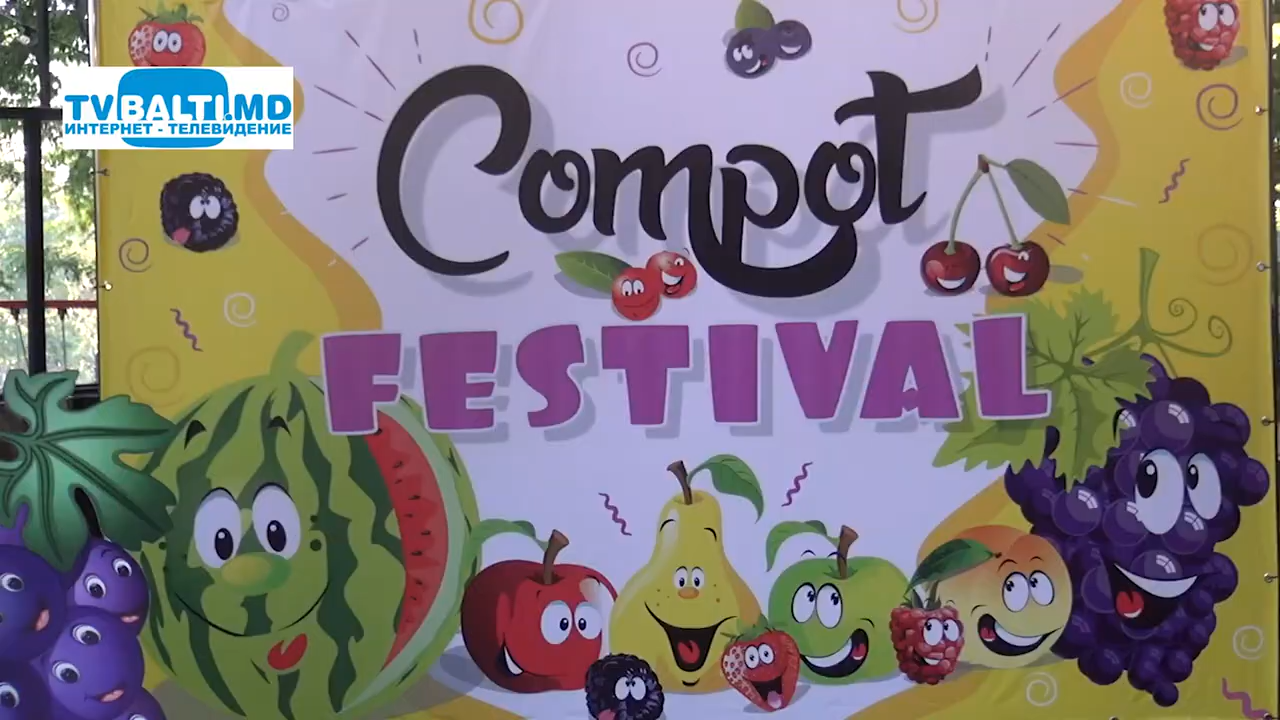 TVBALTI.MD
ИНТЕРНЕТ - ТЕЛЕВИДЕНИЕ
Compot
FESTIVAL